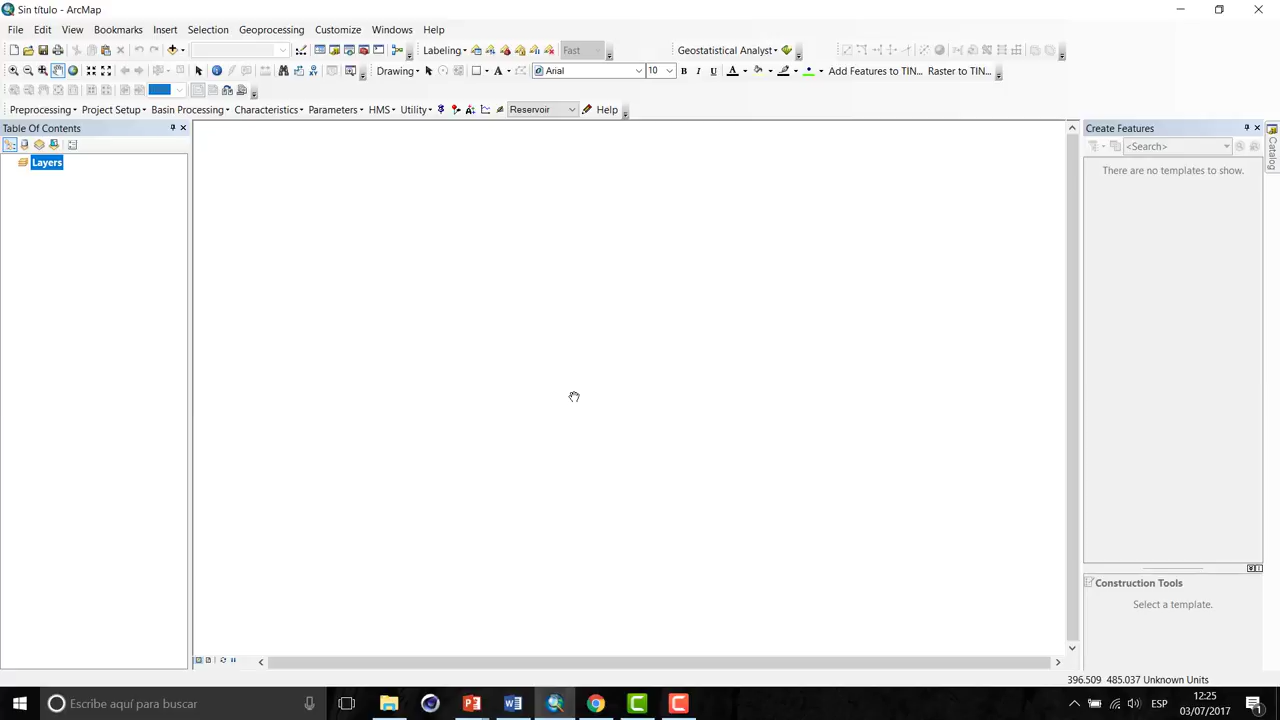 Sin título - ArcMap
File Edit View Bookmarks Insert Selection Geoprocessing Customize Windows Help
Labeling Fast Geostatistical Analyst
Drawing A Arial 10 B I U A Add Features to TIN... Raster to TIN...
Preprocessing Project Setup Basin Processing Characteristics Parameters HMS Utility Reservoir Help
Table Of Contents
Layers
Create Features
<Search>
There are no templates to show.
Catalog
Construction Tools
Select a template.
396.509 485.037 Unknown Units
Escribe aquí para buscar
ESP
12:25
03/07/2017
1